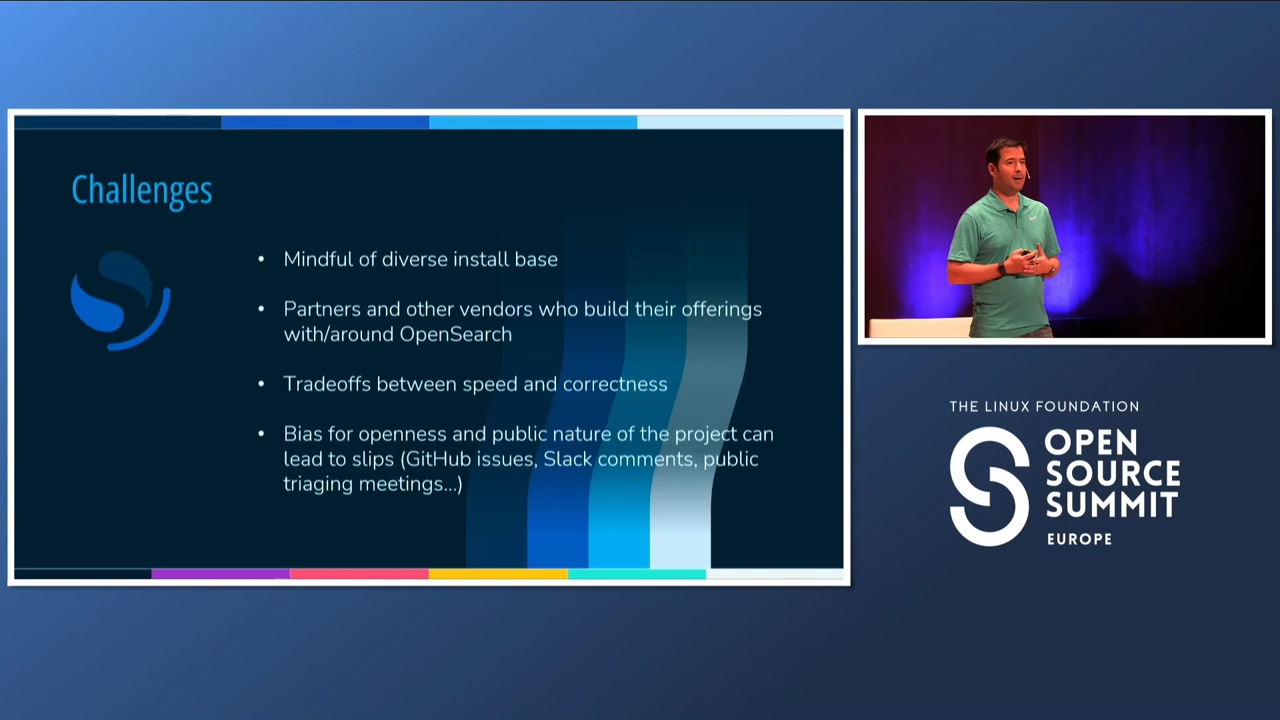 Challenges
• Mindful of diverse install base
• Partners and other vendors who build their offerings
with/around OpenSearch
• Tradeoffs between speed and correctness
• Bias for openness and public nature of the project can
lead to slips (GitHub issues, Slack comments, public
triaging meetings...)
THE LINUX FOUNDATION
OPEN
SOURCE
SUMMIT
EUROPE